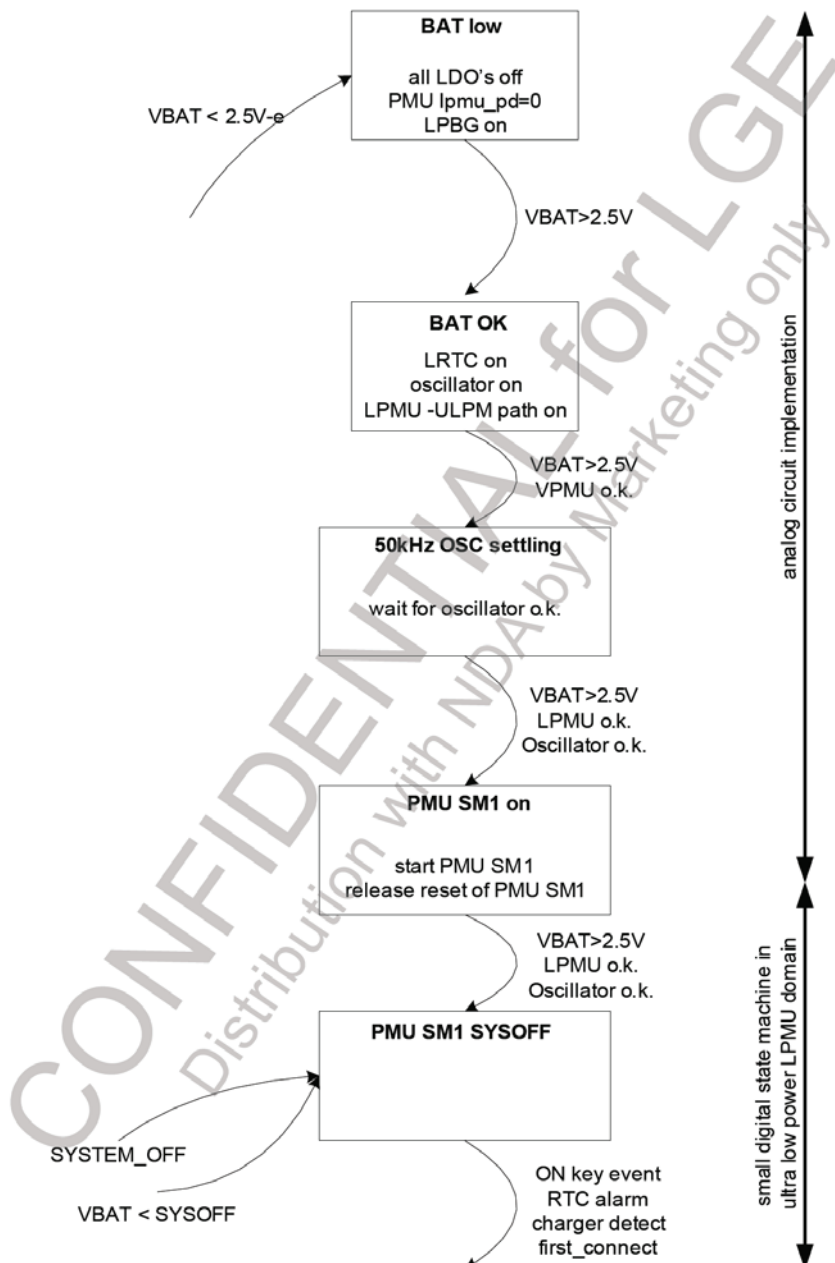 BAT low
all LDO's off
PMU lpmu_pd=0
LPBG on
VBAT < 2.5V-e
VBAT>2.5V
BAT OK
LRTC on
oscillator on
LPMU -ULPM path on
VBAT>2.5V
VPMU o.k.
50kHz OSC settling
wait for oscillator o.k.
VBAT>2.5V
LPMU o.k.
Oscillator o.k.
PMU SM1 on
start PMU SM1
release reset of PMU SM1
VBAT>2.5V
LPMU o.k.
Oscillator o.k.
PMU SM1 SYSOFF
SYSTEM_OFF
VBAT < SYSOFF
ON key event
RTC alarm
charger detect
first_connect
analog circuit implementation
small digital state machine in
ultra low power LPMU domain
CONFIDENTIAL for LGE
Distribution with NDA by Marketing only